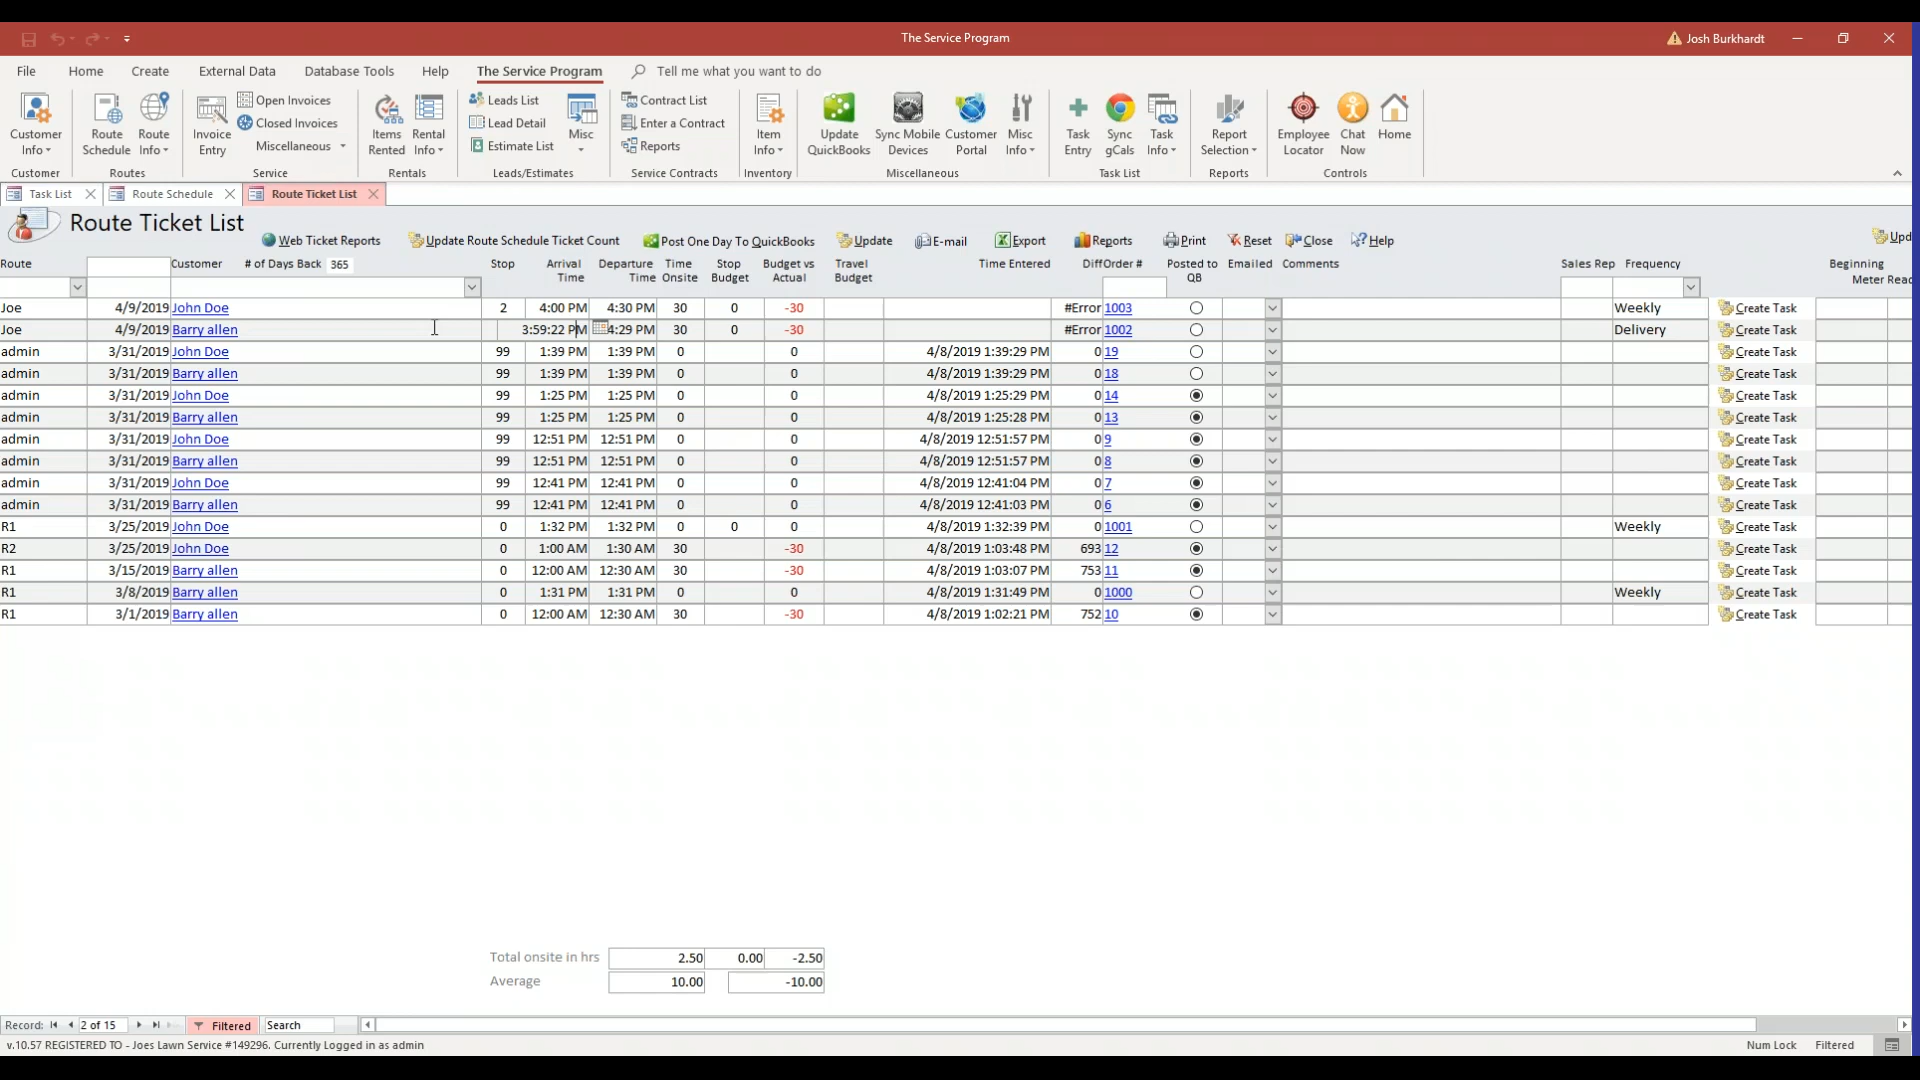 The Service Program
Josh Burkhardt
File Home Create External Data Database Tools Help The Service Program Tell me what you want to do
Customer Info
Route Schedule
Route Info
Invoice Entry
Open Invoices
Closed Invoices
Miscellaneous
Items Rented
Rental Info
Leads List
Lead Detail
Estimate List
Misc
Contract List
Enter a Contract
Reports
Item Info
Update QuickBooks
Sync Mobile Devices
Customer Portal
Misc Info
Task Entry
Sync gCals
Task Info
Report Selection
Employee Locator
Chat Now
Home
Customer Routes Service Rentals Leads/Estimates Service Contracts Inventory Miscellaneous Task List Reports Controls
Task List Route Schedule Route Ticket List
Route Ticket List
Web Ticket Reports Update Route Schedule Ticket Count Post One Day To QuickBooks Update E-mail Export Reports Print Reset Close Help Upd
Route Customer # of Days Back 365 Stop Arrival Time Departure Time Time Onsite Stop Budget Budget vs Actual Travel Budget Time Entered Diff Order # Posted to QB Emailed Comments Sales Rep Frequency Beginning Meter Read
Joe 4/9/2019 John Doe 2 4:00 PM 4:30 PM 30 0 -30 #Error 1003 Weekly Create Task
Joe 4/9/2019 Barry allen 3:59:22 PM 4:29 PM 30 0 -30 #Error 1002 Delivery Create Task
admin 3/31/2019 John Doe 99 1:39 PM 1:39 PM 0 0 4/8/2019 1:39:29 PM 0 19 Create Task
admin 3/31/2019 Barry allen 99 1:39 PM 1:39 PM 0 0 4/8/2019 1:39:29 PM 0 18 Create Task
admin 3/31/2019 John Doe 99 1:25 PM 1:25 PM 0 0 4/8/2019 1:25:29 PM 0 14 Create Task
admin 3/31/2019 Barry allen 99 1:25 PM 1:25 PM 0 0 4/8/2019 1:25:28 PM 0 13 Create Task
admin 3/31/2019 John Doe 99 12:51 PM 12:51 PM 0 0 4/8/2019 12:51:57 PM 0 9 Create Task
admin 3/31/2019 Barry allen 99 12:51 PM 12:51 PM 0 0 4/8/2019 12:51:57 PM 0 8 Create Task
admin 3/31/2019 John Doe 99 12:41 PM 12:41 PM 0 0 4/8/2019 12:41:04 PM 0 7 Create Task
admin 3/31/2019 Barry allen 99 12:41 PM 12:41 PM 0 0 4/8/2019 12:41:03 PM 0 6 Create Task
R1 3/25/2019 John Doe 0 1:32 PM 1:32 PM 0 0 0 4/8/2019 1:32:39 PM 0 1001 Weekly Create Task
R2 3/25/2019 John Doe 0 1:00 AM 1:30 AM 30 -30 4/8/2019 1:03:48 PM 693 12 Create Task
R1 3/15/2019 Barry allen 0 12:00 AM 12:30 AM 30 -30 4/8/2019 1:03:07 PM 753 11 Create Task
R1 3/8/2019 Barry allen 0 1:31 PM 1:31 PM 0 0 4/8/2019 1:31:49 PM 0 1000 Weekly Create Task
R1 3/1/2019 Barry allen 0 12:00 AM 12:30 AM 30 -30 4/8/2019 1:02:21 PM 752 10 Create Task
Total onsite in hrs 2.50 0.00 -2.50
Average 10.00 -10.00
Record: 2 of 15 Filtered Search
v.10.57 REGISTERED TO - Joes Lawn Service #149296. Currently Logged in as admin Num Lock Filtered